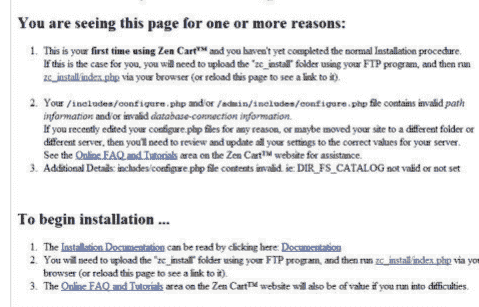 You are seeing this page for one or more reasons:
1. This is your first time using Zen Cart™ and you haven't yet completed the normal Installation procedure.
If this is the case for you, you will need to upload the "zc_install" folder using your FTP program, and then run
zc_install/index.php via your browser (or reload this page to see a link to it).
2. Your /includes/configure.php and/or /admin/includes/configure.php file contains invalid path
information and/or invalid database-connection information.
If you recently edited your configure.php files for any reason, or maybe moved your site to a different folder or
different server, then you'll need to review and update all your settings to the correct values for your server.
See the Online FAQ and Tutorials area on the Zen Cart™ website for assistance.
3. Additional Details: includes/configure.php file contents invalid. ie: DIR_FS_CATALOG not valid or not set
To begin installation ...
1. The Installation Documentation can be read by clicking here: Documentation
2. You will need to upload the "zc_install" folder using your FTP program, and then run zc_install/index.php via you
browser (or reload this page to see a link to it).
3. The Online FAQ and Tutorials area on the Zen Cart™ website will also be of value if you run into difficulties.